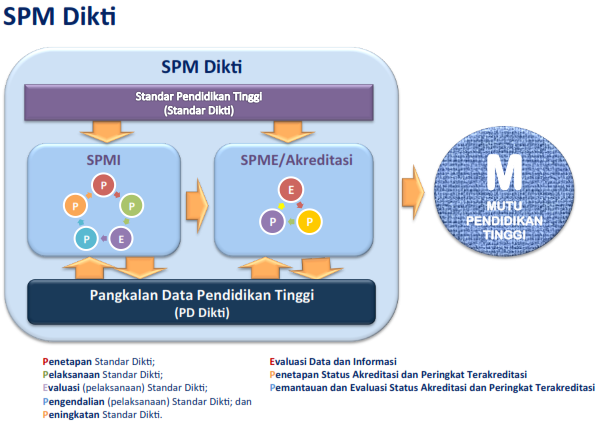 SPM Dikti
SPM Dikti
Standar Pendidikan Tinggi
(Standar Dikti)
SPMI
P
P
P
P
E
SPME/Akreditasi
E
P
P
M
MUTU
PENDIDIKAN
TINGGI
Pangkalan Data Pendidikan Tinggi
(PD Dikti)
Penetapan Standar Dikti;
Pelaksanaan Standar Dikti;
Evaluasi (pelaksanaan) Standar Dikti;
Pengendalian (pelaksanaan) Standar Dikti; dan
Peningkatan Standar Dikti.
Evaluasi Data dan Informasi
Penetapan Status Akreditasi dan Peringkat Terakreditasi
Pemantauan dan Evaluasi Status Akreditasi dan Peringkat Terakreditasi